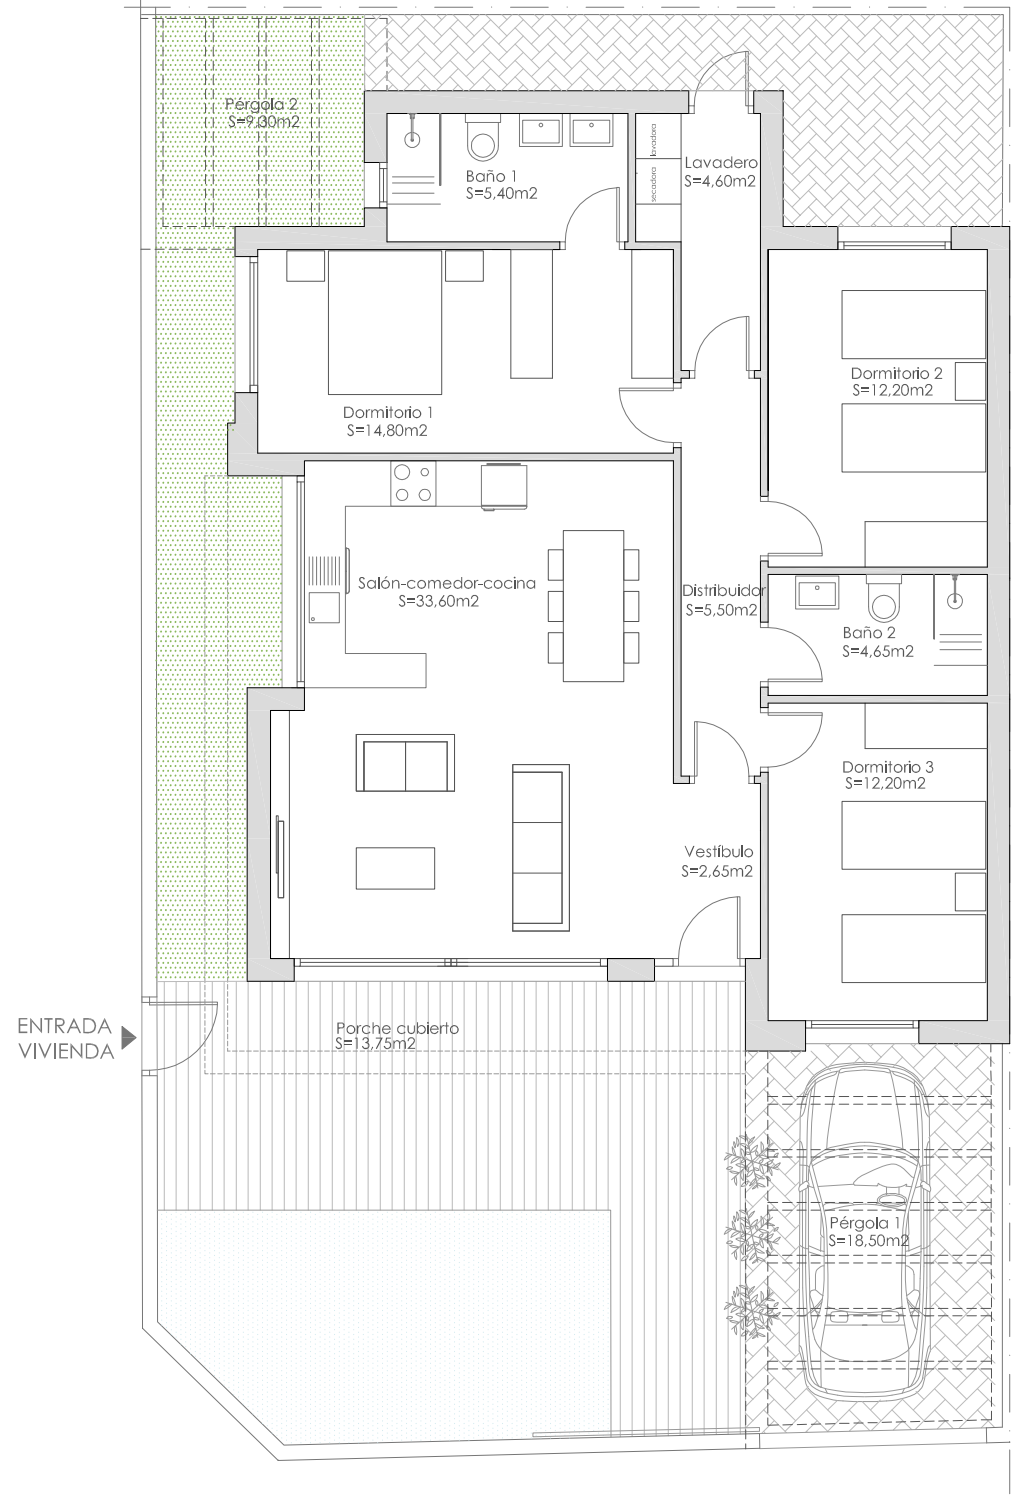 Pérgola 2
S=9,30m2
Baño 1
S=5,40m2
lavadora
secadora
Lavadero
S=4,60m2
Dormitorio 1
S=14,80m2
Dormitorio 2
S=12,20m2
Salón-comedor-cocina
S=33,60m2
Distribuidor
S=5,50m2
Baño 2
S=4,65m2
Dormitorio 3
S=12,20m2
Vestíbulo
S=2,65m2
ENTRADA
VIVIENDA
Porche cubierto
S=13,75m2
Pérgola 1
S=18,50m2